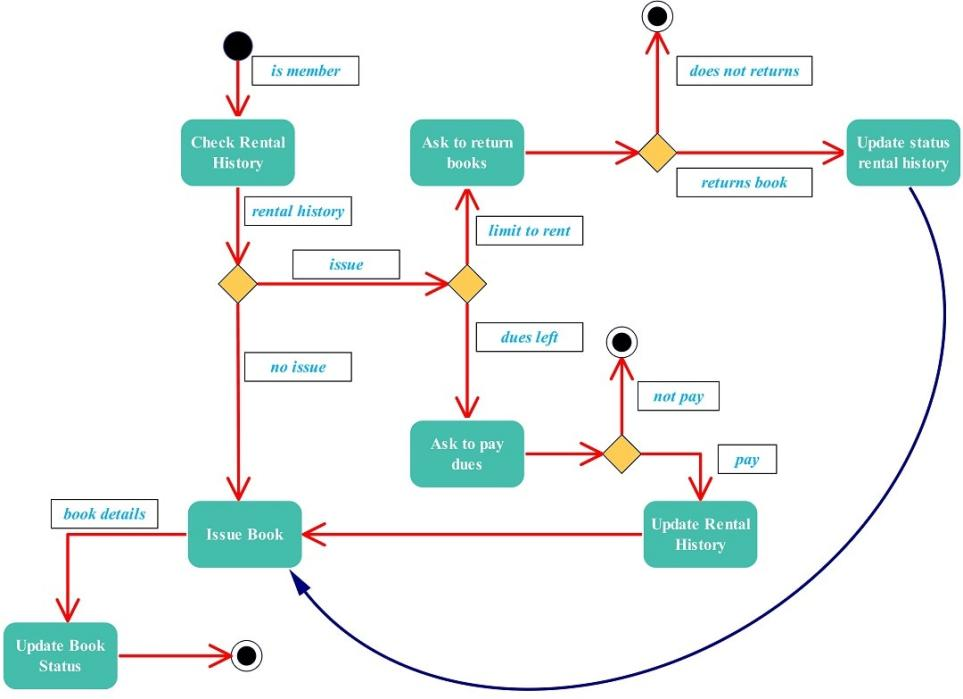 is member
does not returns
Check Rental
History
Ask to return
books
Update status
rental history
returns book
rental history
limit to rent
issue
dues left
no issue
not pay
Ask to pay
dues
pay
book details
Issue Book
Update Rental
History
Update Book
Status